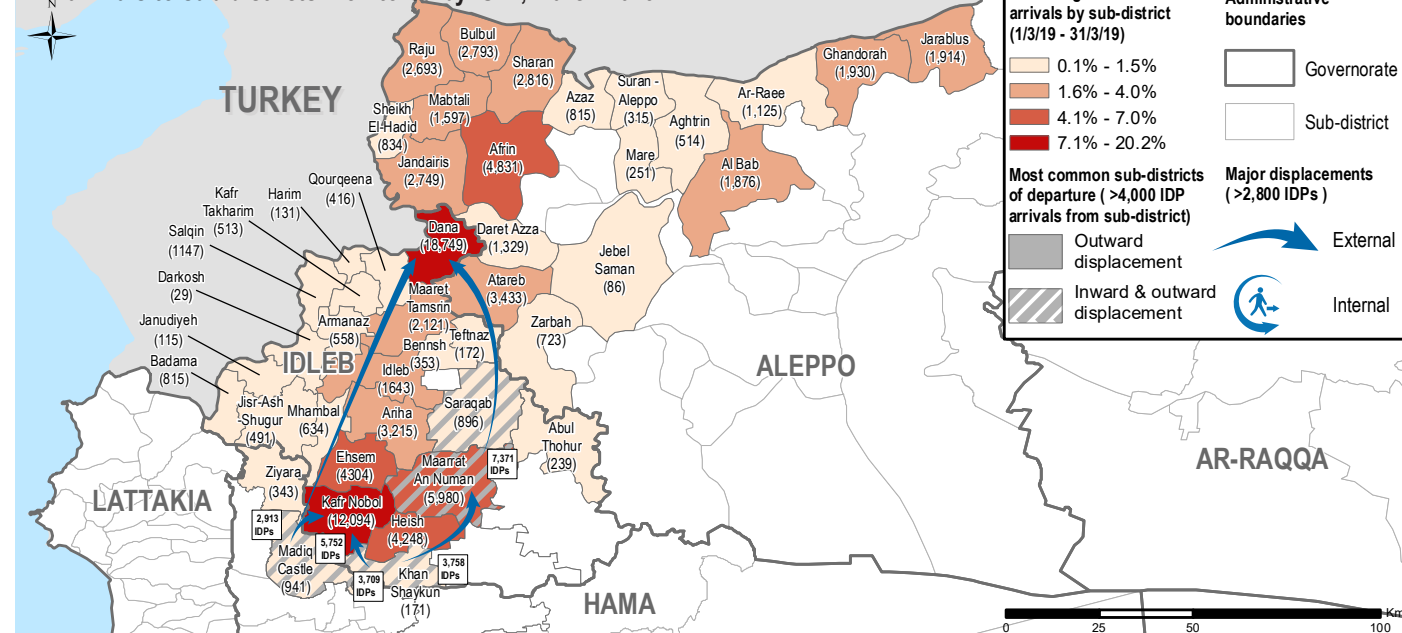 N
arrivals by sub-district
(1/3/19 - 31/3/19)
0.1% - 1.5%
1.6% - 4.0%
4.1% - 7.0%
7.1% - 20.2%
Most common sub-districts
of departure ( >4,000 IDP
arrivals from sub-district)
Outward
displacement
Inward & outward
displacement
Administrative
boundaries
Governorate
Sub-district
Major displacements
( >2,800 IDPs )
External
Internal
TURKEY
Raju
(2,693)
Bulbul
(2,793)
Sharan
(2,816)
Sheikh
El-Hadid
(834)
Mabtali
(1,597)
Jandairis
(2,749)
Afrin
(4,831)
Azaz
(815)
Suran -
Aleppo
(315)
Mare
(251)
Aghtrin
(514)
Ar-Raee
(1,125)
Al Bab
(1,876)
Ghandorah
(1,930)
Jarablus
(1,914)
Qourqeena
(416)
Harim
(131)
Kafr
Takharim
(513)
Salqin
(1147)
Darkosh
(29)
Janudiyeh
(115)
Badama
(815)
Dana
(18,749)
Daret Azza
(1,329)
Jebel
Saman
(86)
Atareb
(3,433)
Maaret
Tamsrin
(2,121)
Armanaz
(558)
IDLEB
Bennsh
(353)
Teftnaz
(172)
Zarbah
(723)
Idleb
(1643)
Saraqab
(896)
Jisr-Ash
-Shugur
(491)
Mhambal
(634)
Ariha
(3,215)
Abul
Thohur
(239)
Ehsem
(4304)
Maarrat
An Numan
(5,980)
7,371
IDPs
Ziyara
(343)
Kafr Nobol
(12,094)
Heish
(4,248)
2,913
IDPs
5,752
IDPs
Madiq
Castle
(941)
3,709
IDPs
Khan
Shaykun
(171)
3,758
IDPs
ALEPPO
AR-RAQQA
LATTAKIA
HAMA
Km
0
25
50
100